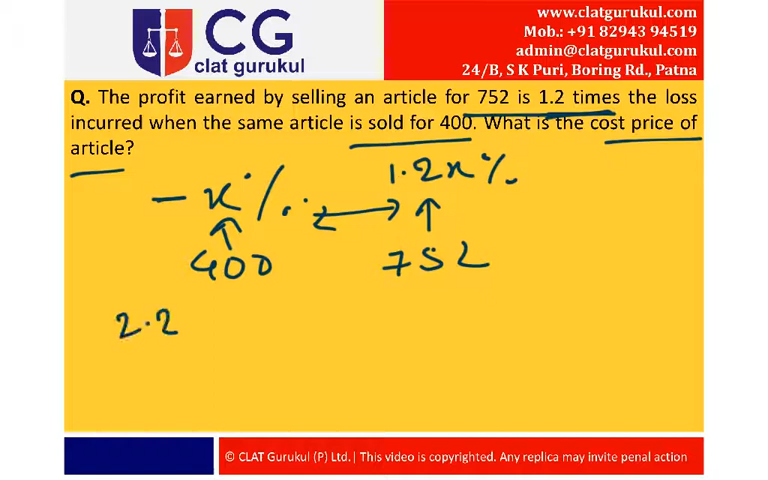 CG
clat gurukul
www.clatgurukul.com
Mob.: +91 82943 94519
admin@clatgurukul.com
24/B, S K Puri, Boring Rd., Patna
Q. The profit earned by selling an article for 752 is 1.2 times the loss
incurred when the same article is sold for 400. What is the cost price of
article?
- x % 1.2x%
400 752
2.2
© CLAT Gurukul (P) Ltd.| This video is copyrighted. Any replica may invite penal action